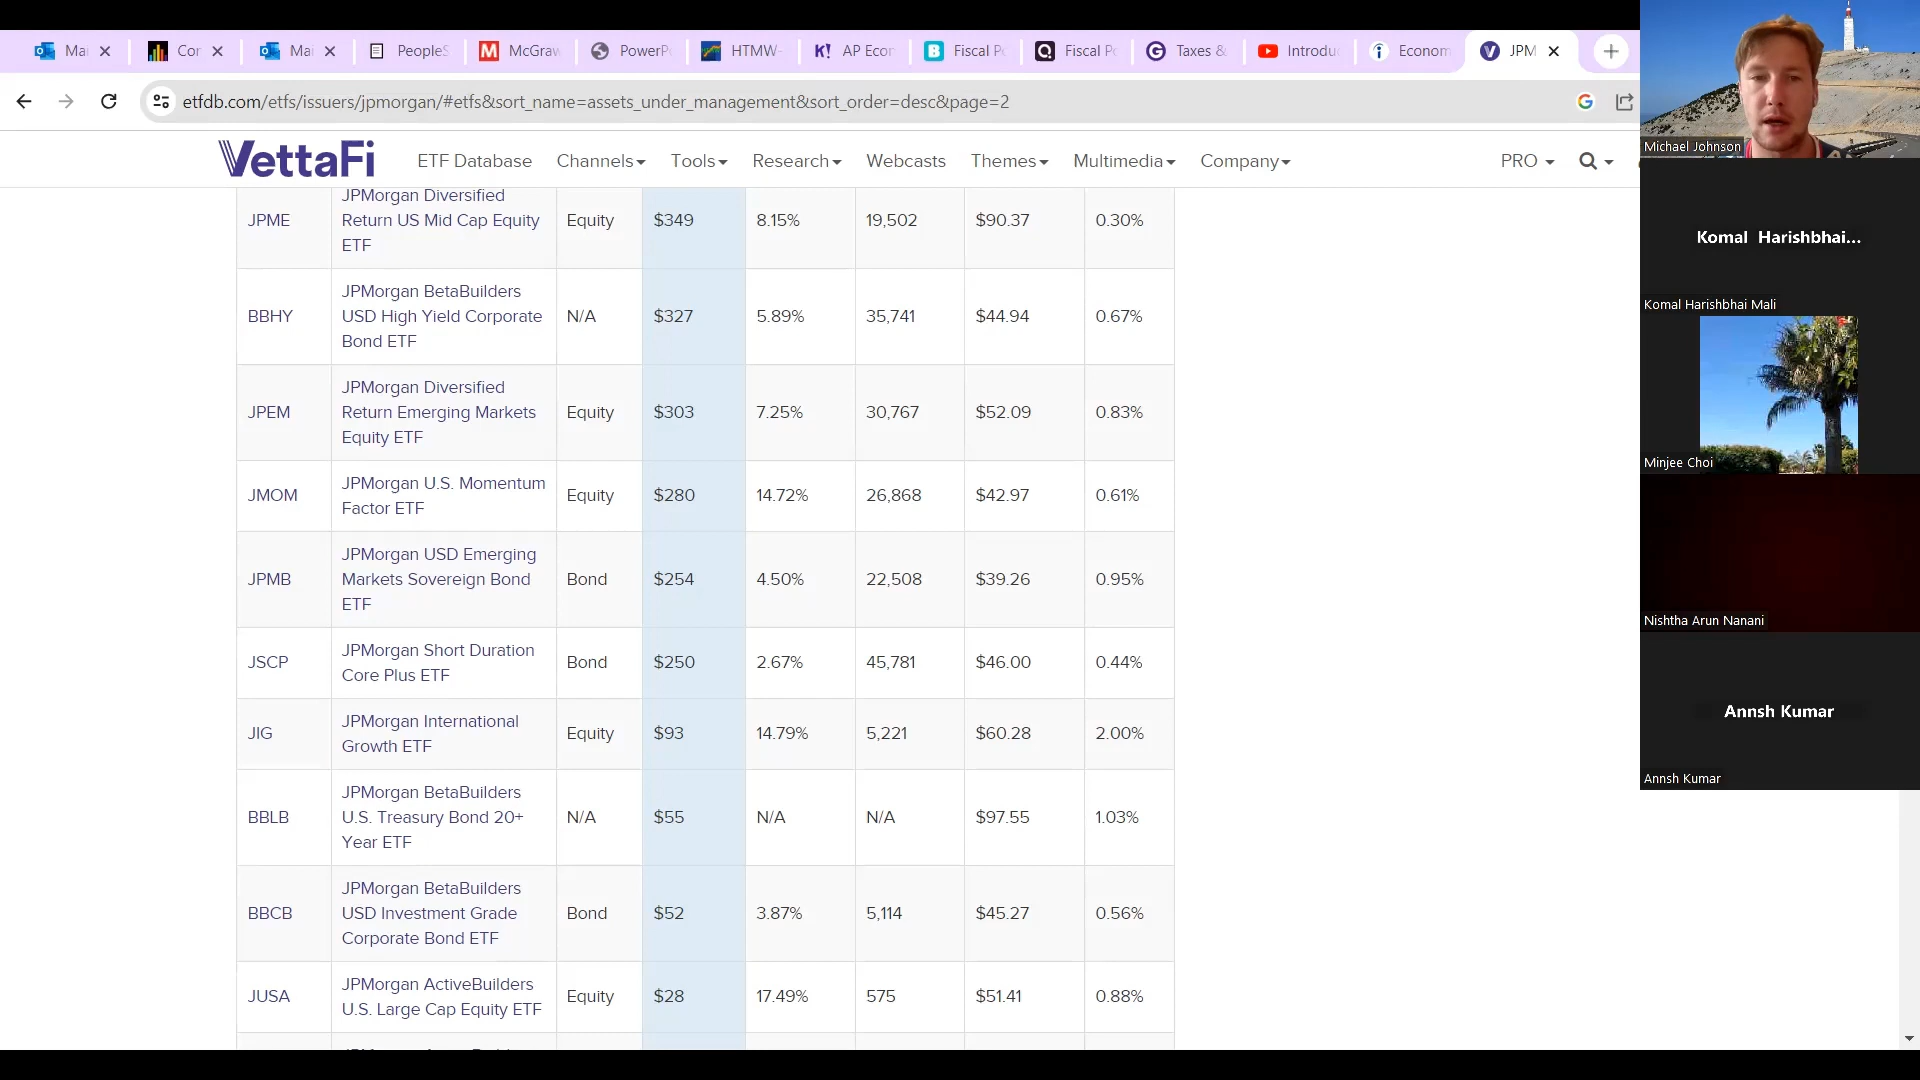 Mai
Cor
Mai
PeopleS
McGraw
PowerP
HTMW-
AP Econ
Fiscal Po
Fiscal Po
Taxes &
Introduc
Econom
JPM
etfdb.com/etfs/issuers/jpmorgan/#etfs&sort_name=assets_under_management&sort_order=desc&page=2
VettaFi
ETF Database
Channels
Tools
Research
Webcasts
Themes
Multimedia
Company
PRO
JPME
JPMorgan Diversified
Return US Mid Cap Equity
ETF
Equity
$349
8.15%
19,502
$90.37
0.30%
BBHY
JPMorgan BetaBuilders
USD High Yield Corporate
Bond ETF
N/A
$327
5.89%
35,741
$44.94
0.67%
JPEM
JPMorgan Diversified
Return Emerging Markets
Equity ETF
Equity
$303
7.25%
30,767
$52.09
0.83%
JMOM
JPMorgan U.S. Momentum
Factor ETF
Equity
$280
14.72%
26,868
$42.97
0.61%
JPMB
JPMorgan USD Emerging
Markets Sovereign Bond
ETF
Bond
$254
4.50%
22,508
$39.26
0.95%
JSCP
JPMorgan Short Duration
Core Plus ETF
Bond
$250
2.67%
45,781
$46.00
0.44%
JIG
JPMorgan International
Growth ETF
Equity
$93
14.79%
5,221
$60.28
2.00%
BBLB
JPMorgan BetaBuilders
U.S. Treasury Bond 20+
Year ETF
N/A
$55
N/A
N/A
$97.55
1.03%
BBCB
JPMorgan BetaBuilders
USD Investment Grade
Corporate Bond ETF
Bond
$52
3.87%
5,114
$45.27
0.56%
JUSA
JPMorgan ActiveBuilders
U.S. Large Cap Equity ETF
Equity
$28
17.49%
575
$51.41
0.88%
Michael Johnson
Komal Harishbhai...
Komal Harishbhai Mali
Minjee Choi
Nishtha Arun Nanani
Annsh Kumar
Annsh Kumar